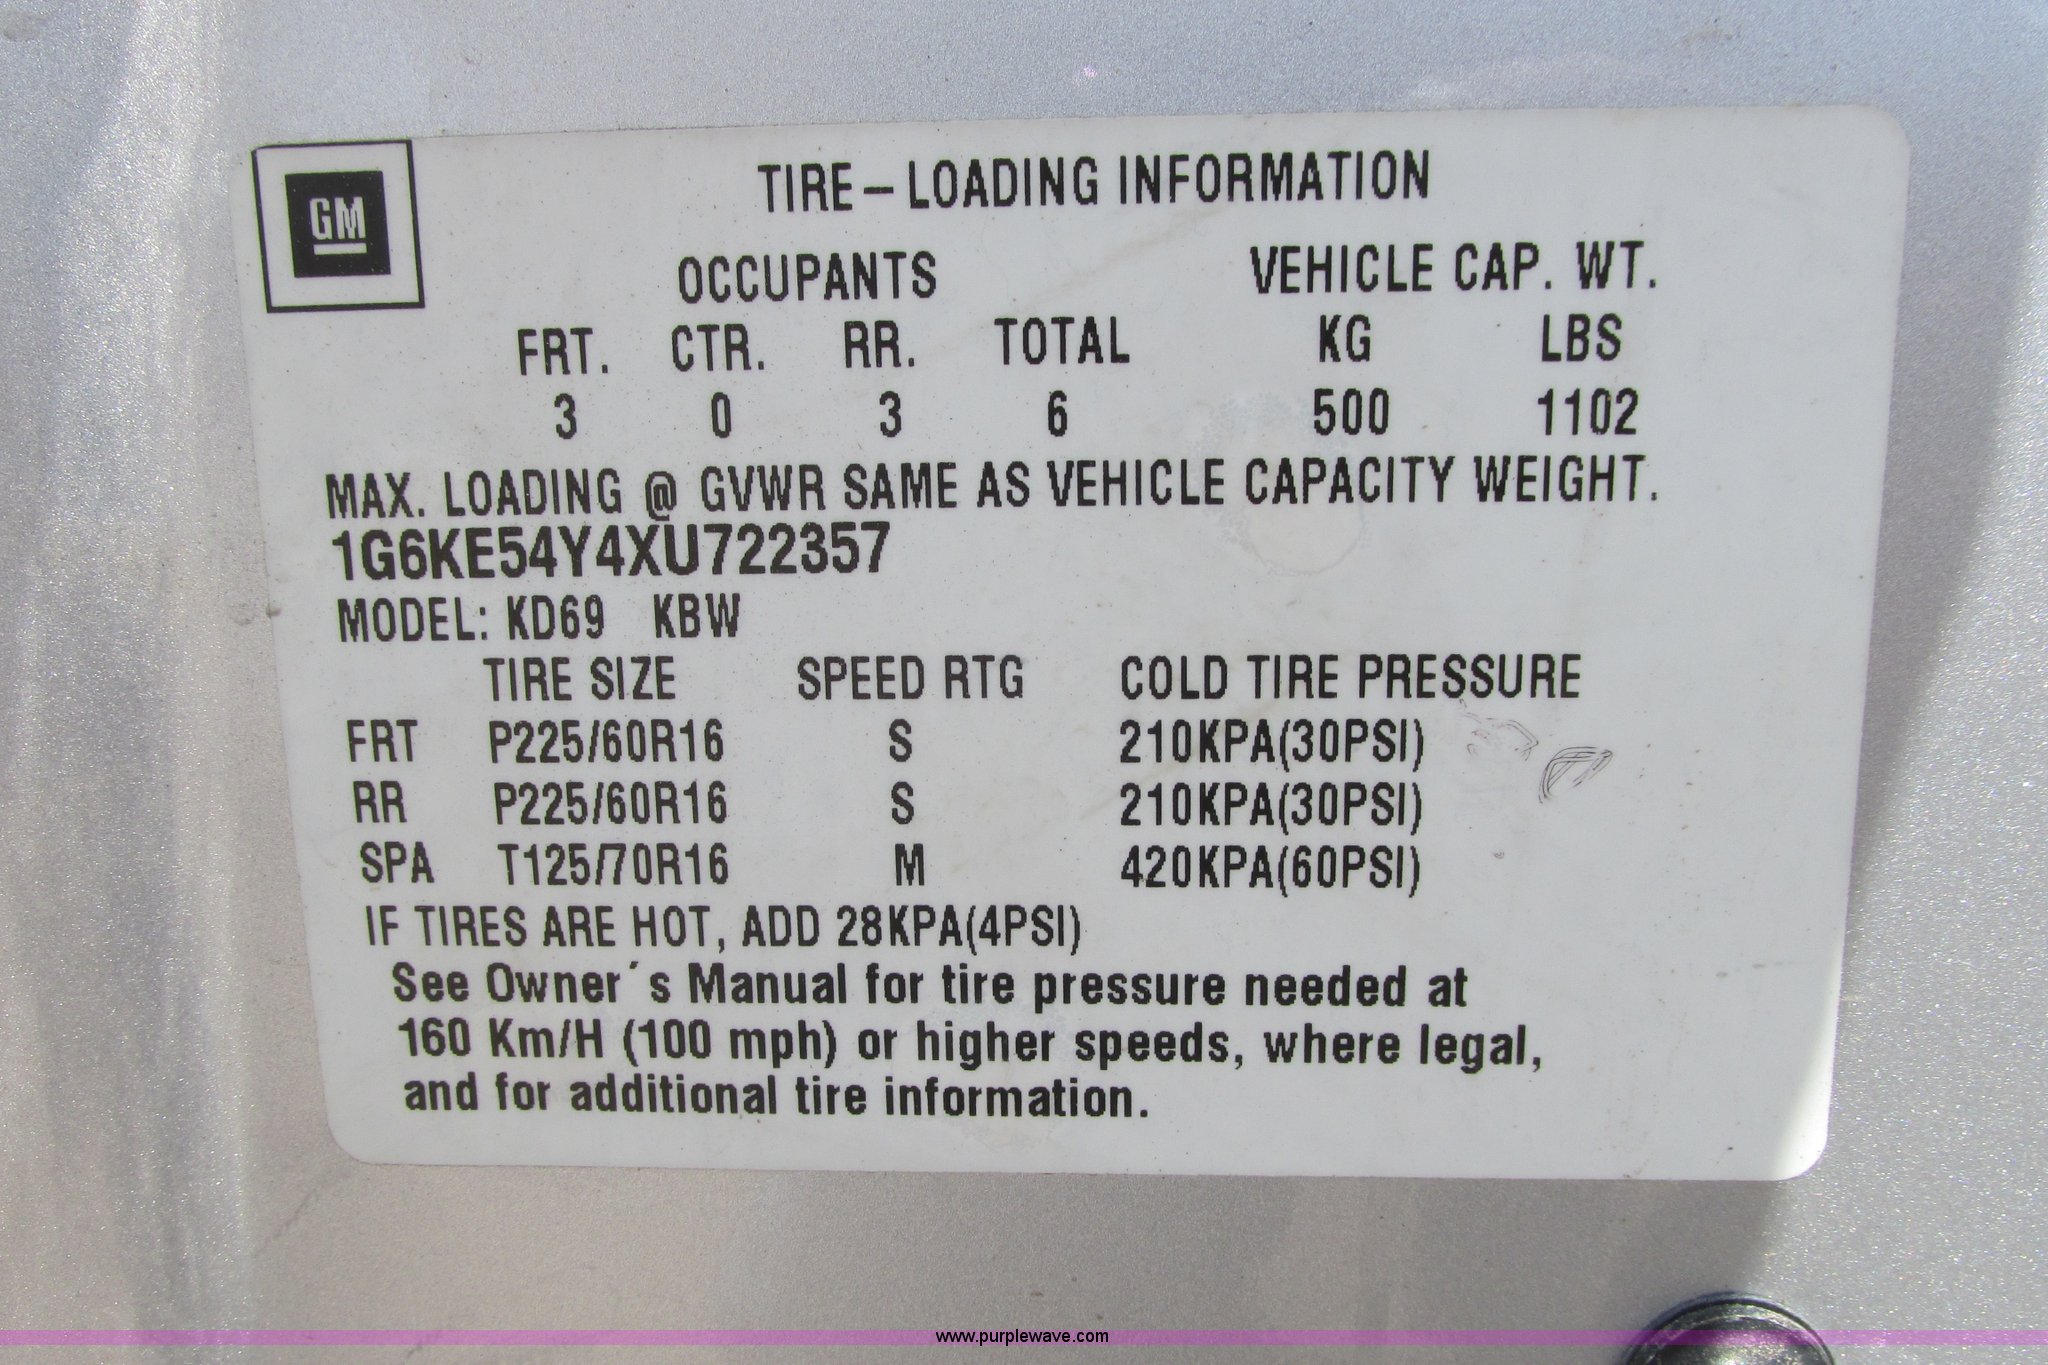 GM
TIRE – LOADING INFORMATION
OCCUPANTS VEHICLE CAP. WT.
FRT. CTR. RR. TOTAL KG LBS
3 0 3 6 500 1102
MAX. LOADING @ GVWR SAME AS VEHICLE CAPACITY WEIGHT.
1G6KE54Y4XU722357
MODEL: KD69 KBW
TIRE SIZE SPEED RTG COLD TIRE PRESSURE
FRT P225/60R16 S 210KPA(30PSI)
RR P225/60R16 S 210KPA(30PSI)
SPA T125/70R16 M 420KPA(60PSI)
IF TIRES ARE HOT, ADD 28KPA(4PSI)
See Owner´s Manual for tire pressure needed at
160 Km/H (100 mph) or higher speeds, where legal,
and for additional tire information.
www.purplewave.com